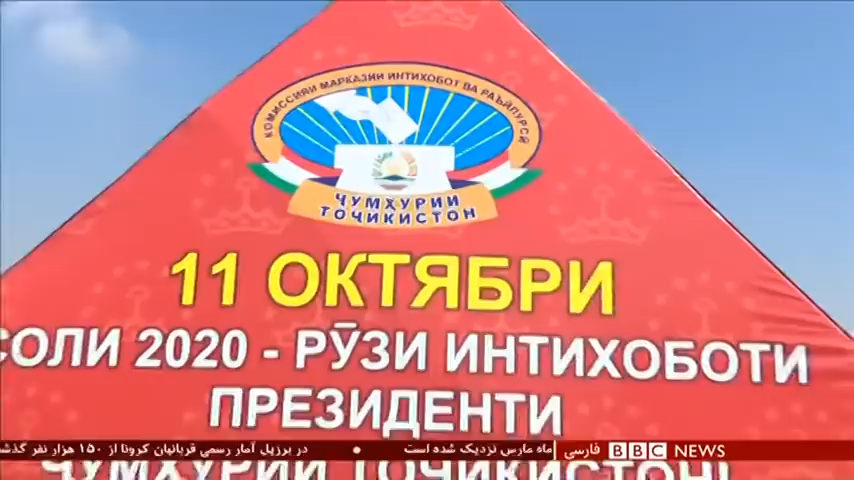 КОМИССИЯИ МАРКАЗИИ ИНТИХОБОТ ВА РАЪЙПУРСӢ
ҶУМҲУРИИ
ТОҶИКИСТОН
11 ОКТЯБРИ
СОЛИ 2020 - РӮЗИ ИНТИХОБОТИ
ПРЕЗИДЕНТИ
ҶУМҲУРИИ ТОҶИКИСТОН!
ماه مارس نزدیک شده است • در برزیل آمار رسمی قربانیان کرونا از ۱۵۰ هزار نفر گذشت
BBC NEWS فارسی